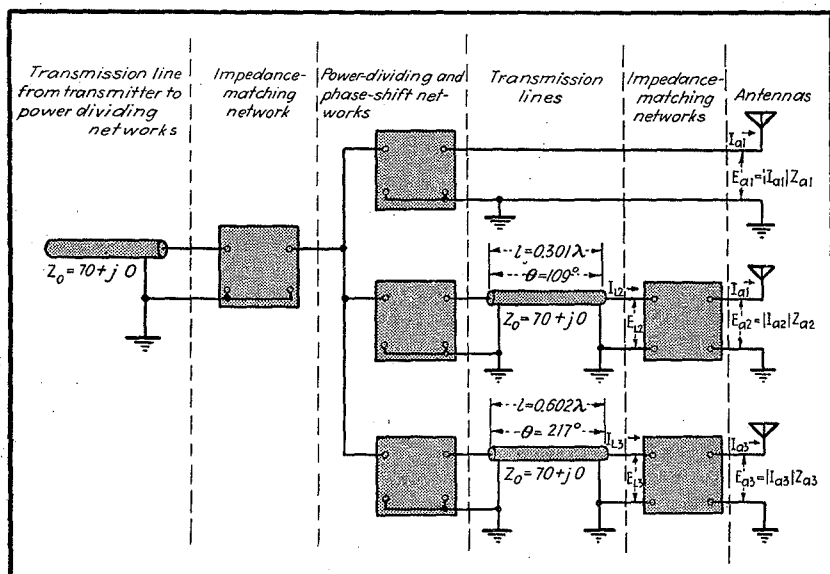 Transmission line
from transmitter to
power dividing
networks
Impedance-
matching
network
Power-dividing and
phase-shift net-
works
Transmission
lines
Impedance-
matching
networks
Antennas
Ia1
Ea1=|Ia1|Za1
Z0=70+j0
l=0.301λ
θ=109°
Z0=70+j0
IL2
EL2
Ia1
Ea2=|Ia2|Za2
l=0.602λ
θ=217°
Z0=70+j0
IL3
EL3
Ia3
Ea3=|Ia3|Za3